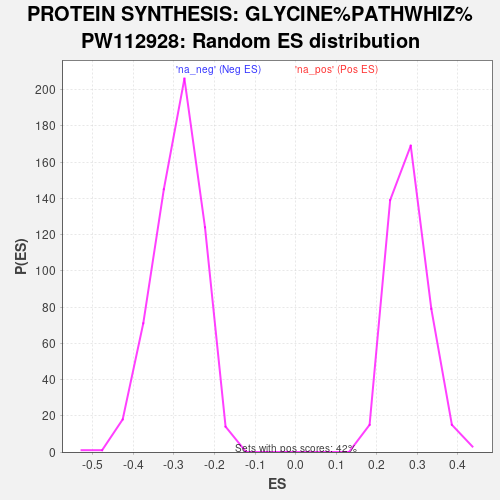 PROTEIN SYNTHESIS: GLYCINE%PATHWHIZ%
PW112928: Random ES distribution
'na_neg' (Neg ES) 'na_pos' (Pos ES)
200
180
160
140
120
100
80
60
40
20
0
P(ES)
Sets with pos scores: 42%
-0.5 -0.4 -0.3 -0.2 -0.1 0.0 0.1 0.2 0.3 0.4
ES